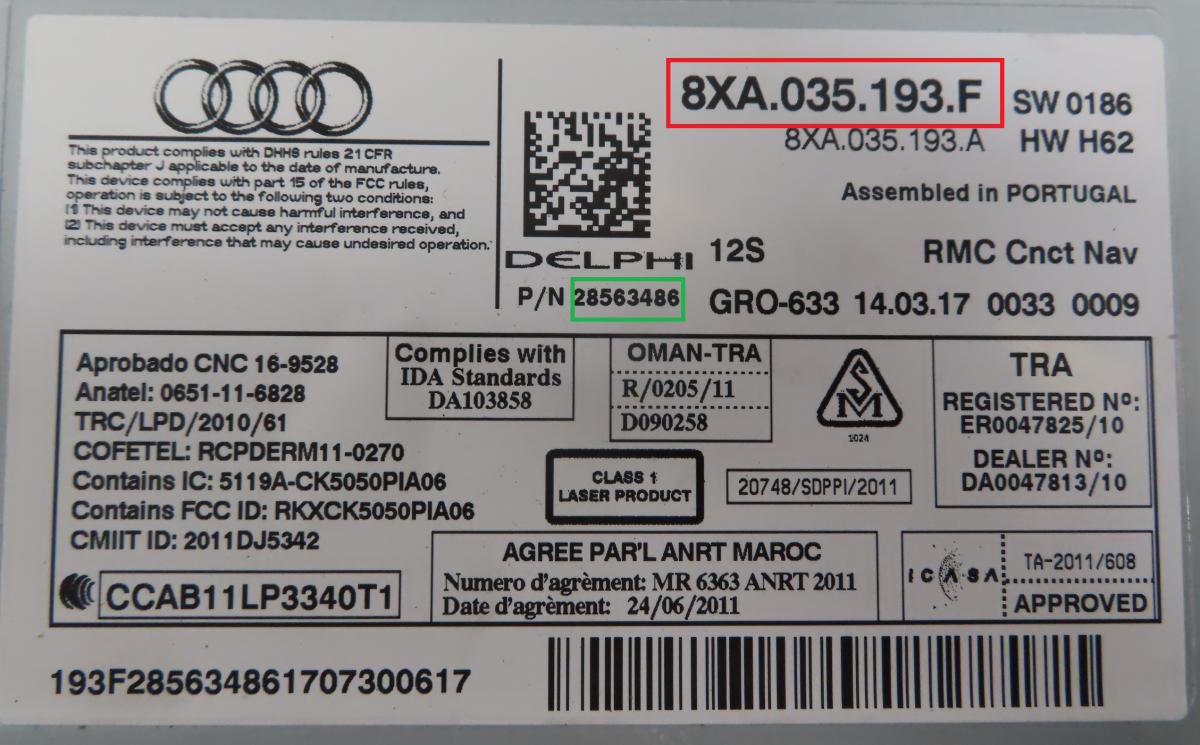 8XA.035.193.F SW 0186
8XA.035.193.A HW H62
This product complies with DHHS rules 21 CFR
subchapter J applicable to the date of manufacture.
This device complies with part 15 of the FCC rules,
operation is subject to the following two conditions:
(1) This device may not cause harmful interference, and
(2) This device must accept any interference received,
including interference that may cause undesired operation.
Assembled in PORTUGAL
DELPHI 12S RMC Cnct Nav
P/N 28563486 GRO-633 14.03.17 0033 0009
Aprobado CNC 16-9528
Anatel: 0651-11-6828
TRC/LPD/2010/61
COFETEL: RCPDERM11-0270
Contains IC: 5119A-CK5050PIA06
Contains FCC ID: RKXCK5050PIA06
CMIIT ID: 2011DJ5342
CCAB11LP3340T1
Complies with
IDA Standards
DA103858
OMAN-TRA
R/0205/11
D090258
SM
1024
TRA
REGISTERED Nº:
ER0047825/10
DEALER Nº:
DA0047813/10
CLASS 1
LASER PRODUCT
20748/SDPPI/2011
AGREE PAR'L ANRT MAROC
Numero d'agrèment: MR 6363 ANRT 2011
Date d'agrément: 24/06/2011
ICASA
TA-2011/608
APPROVED
193F285634861707300617